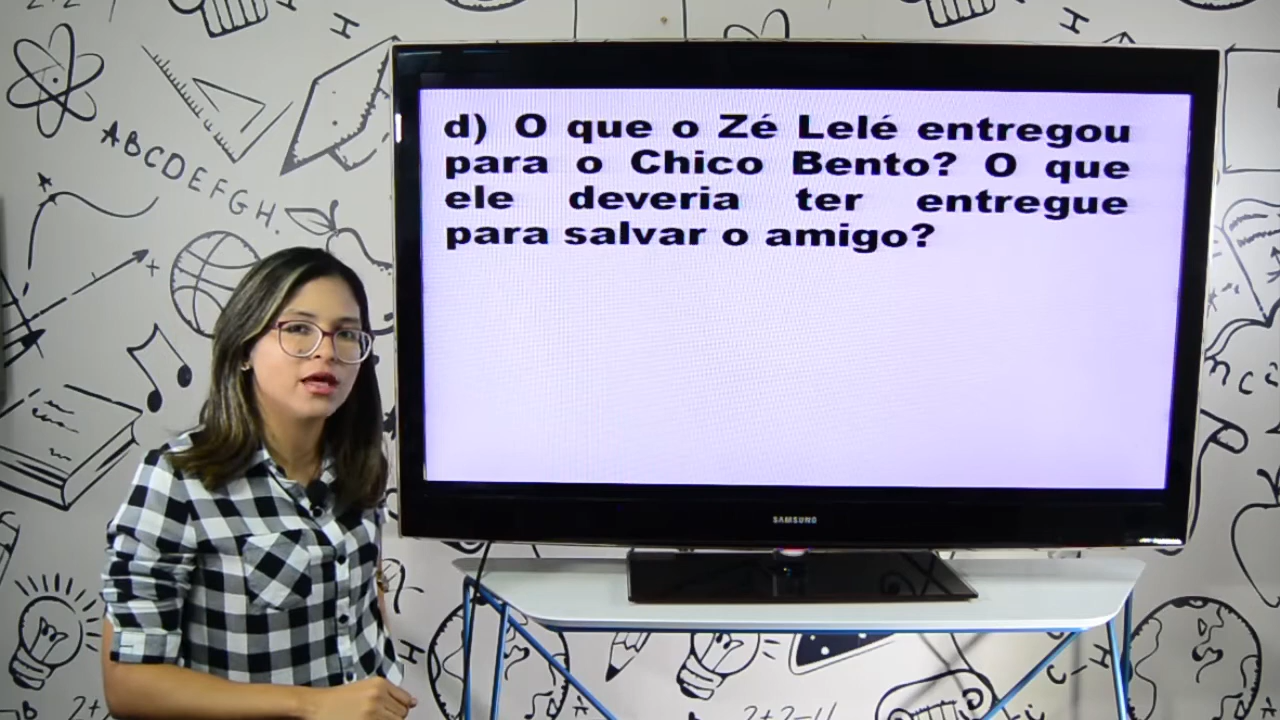 d) O que o Zé Lelé entregou
para o Chico Bento? O que
ele deveria ter entregue
para salvar o amigo?
SAMSUNG
ABCDEFGH.